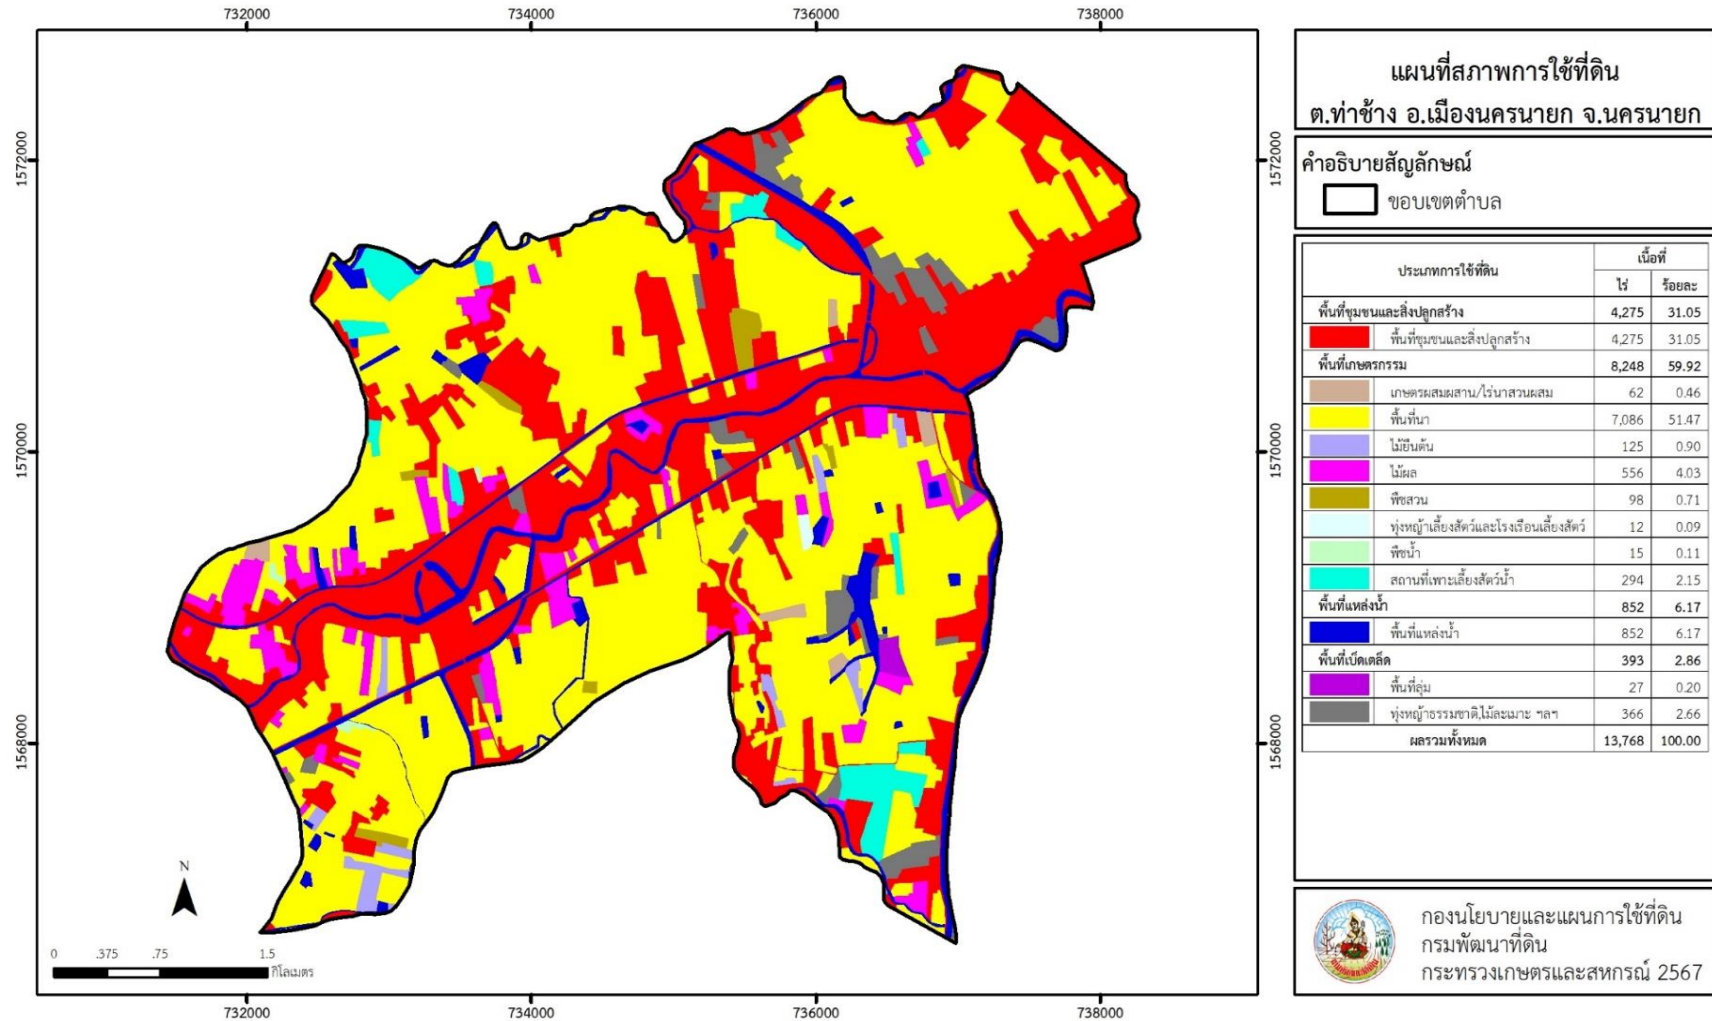 732000 734000 736000 738000
แผนที่สภาพการใช้ที่ดิน
ต.ท่าช้าง อ.เมืองนครนายก จ.นครนายก
1572000 1572000
คำอธิบายสัญลักษณ์
ขอบเขตตำบล
ประเภทการใช้ที่ดิน เนื้อที่
ไร่ ร้อยละ
พื้นที่ชุมชนและสิ่งปลูกสร้าง 4,275 31.05
พื้นที่ชุมชนและสิ่งปลูกสร้าง 4,275 31.05
พื้นที่เกษตรกรรม 8,248 59.92
เกษตรผสมผสาน/ไร่นาสวนผสม 62 0.46
พื้นที่นา 7,086 51.47
ไม้ยืนต้น 125 0.90
1570000 1570000
ไม้ผล 556 4.03
พืชสวน 98 0.71
ทุ่งหญ้าเลี้ยงสัตว์และโรงเรือนเลี้ยงสัตว์ 12 0.09
พืชน้ำ 15 0.11
สถานที่เพาะเลี้ยงสัตว์น้ำ 294 2.15
พื้นที่แหล่งน้ำ 852 6.17
พื้นที่แหล่งน้ำ 852 6.17
พื้นที่เบ็ดเตล็ด 393 2.86
พื้นที่ลุ่ม 27 0.20
ทุ่งหญ้าธรรมชาติ,ไม้ละเมาะ ฯลฯ 366 2.66
ผลรวมทั้งหมด 13,768 100.00
1568000 1568000
N
0 .375 .75 1.5
กิโลเมตร
กองนโยบายและแผนการใช้ที่ดิน
กรมพัฒนาที่ดิน
กระทรวงเกษตรและสหกรณ์ 2567
732000 734000 736000 738000